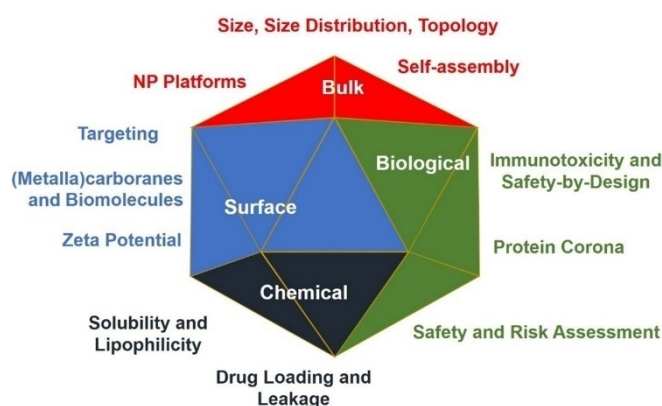 Size, Size Distribution, Topology
NP Platforms
Self-assembly
Bulk
Targeting
Biological
Immunotoxicity and
Safety-by-Design
(Metalla)carboranes
and Biomolecules
Surface
Zeta Potential
Protein Corona
Chemical
Solubility and
Lipophilicity
Safety and Risk Assessment
Drug Loading and
Leakage